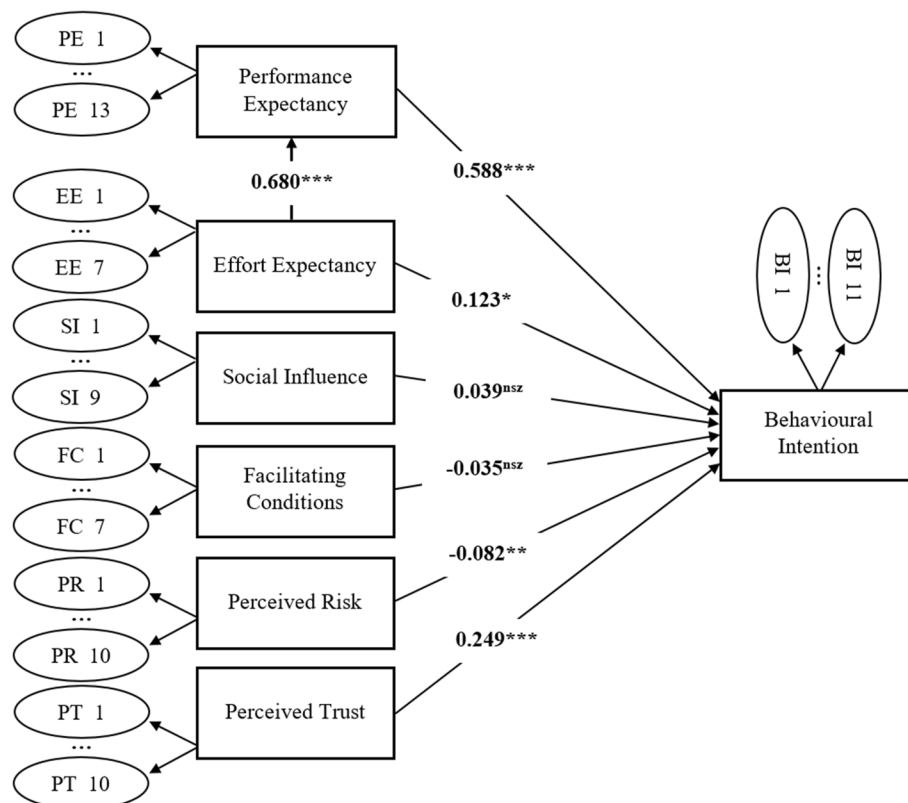 PE 1
...
PE 13
Performance
Expectancy
0.680***
0.588***
EE 1
...
EE 7
Effort Expectancy
0.123*
BI 1
...
BI 11
SI 1
...
SI 9
Social Influence
0.039ⁿˢᶻ
Behavioural
Intention
FC 1
...
FC 7
Facilitating
Conditions
-0.035ⁿˢᶻ
PR 1
...
PR 10
Perceived Risk
-0.082**
PT 1
...
PT 10
Perceived Trust
0.249***